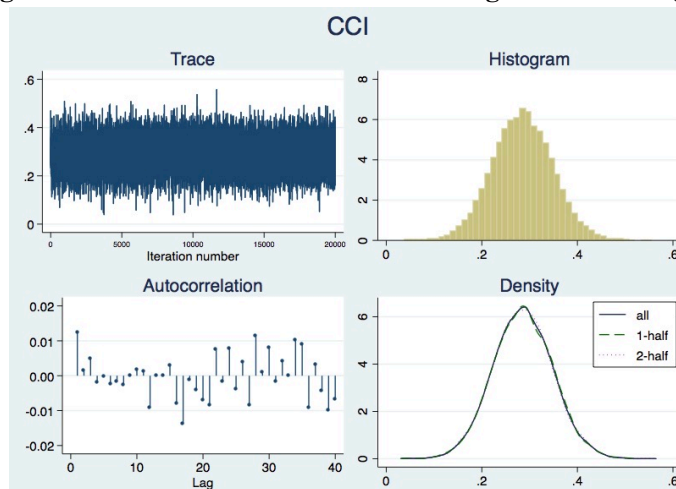 CCI
Trace
.6
.4
.2
0
0 5000 10000 15000 20000
Iteration number
Histogram
8
6
4
2
0
0 .2 .4 .6
Autocorrelation
0.02
0.01
0.00
-0.01
-0.02
0 10 20 30 40
Lag
Density
all
1-half
2-half
6
4
2
0
0 .2 .4 .6